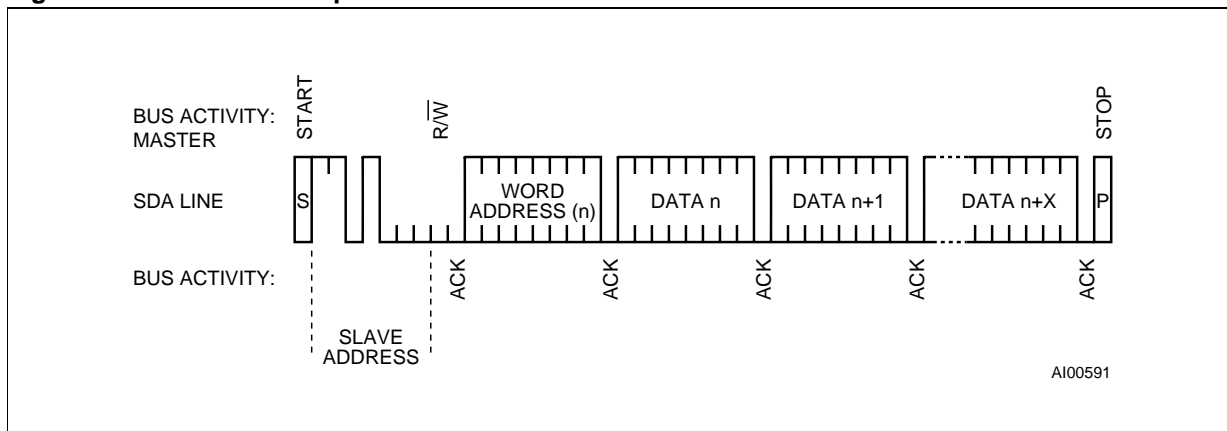 BUS ACTIVITY:
MASTER
START
R/W
STOP
SDA LINE
S
WORD
ADDRESS (n)
DATA n
DATA n+1
DATA n+X
P
BUS ACTIVITY:
ACK
ACK
ACK
ACK
ACK
SLAVE
ADDRESS
AI00591